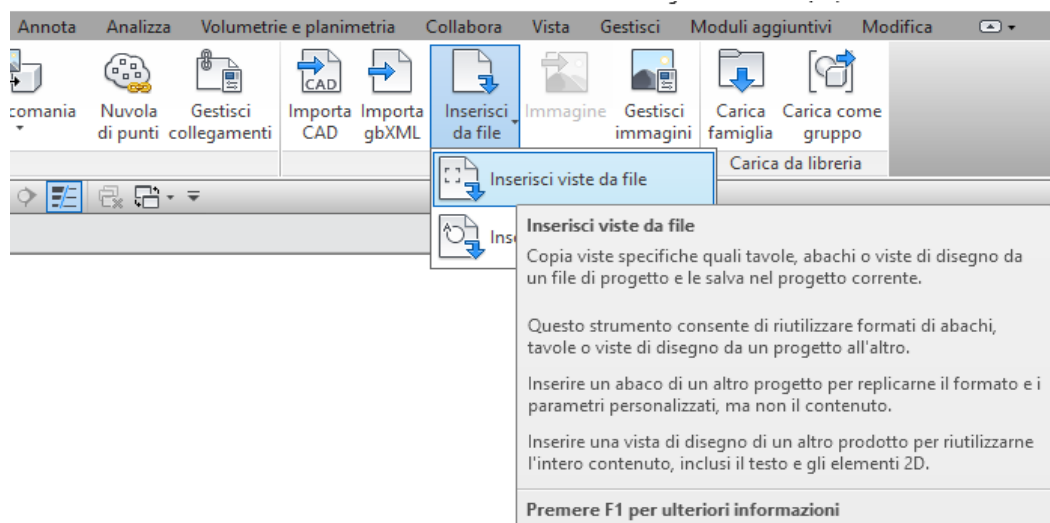 Annota Analizza Volumetrie e planimetria Collabora Vista Gestisci Moduli aggiuntivi Modifica
comania Nuvola Gestisci Importa Importa Inserisci Immagine Gestisci Carica Carica come
di punti collegamenti CAD gbXML da file immagini famiglia gruppo
Carica da libreria
Inserisci viste da file
Inse
Inserisci viste da file
Copia viste specifiche quali tavole, abachi o viste di disegno da
un file di progetto e le salva nel progetto corrente.
Questo strumento consente di riutilizzare formati di abachi,
tavole o viste di disegno da un progetto all'altro.
Inserire un abaco di un altro progetto per replicarne il formato e i
parametri personalizzati, ma non il contenuto.
Inserire una vista di disegno di un altro prodotto per riutilizzarne
l'intero contenuto, inclusi il testo e gli elementi 2D.
Premere F1 per ulteriori informazioni